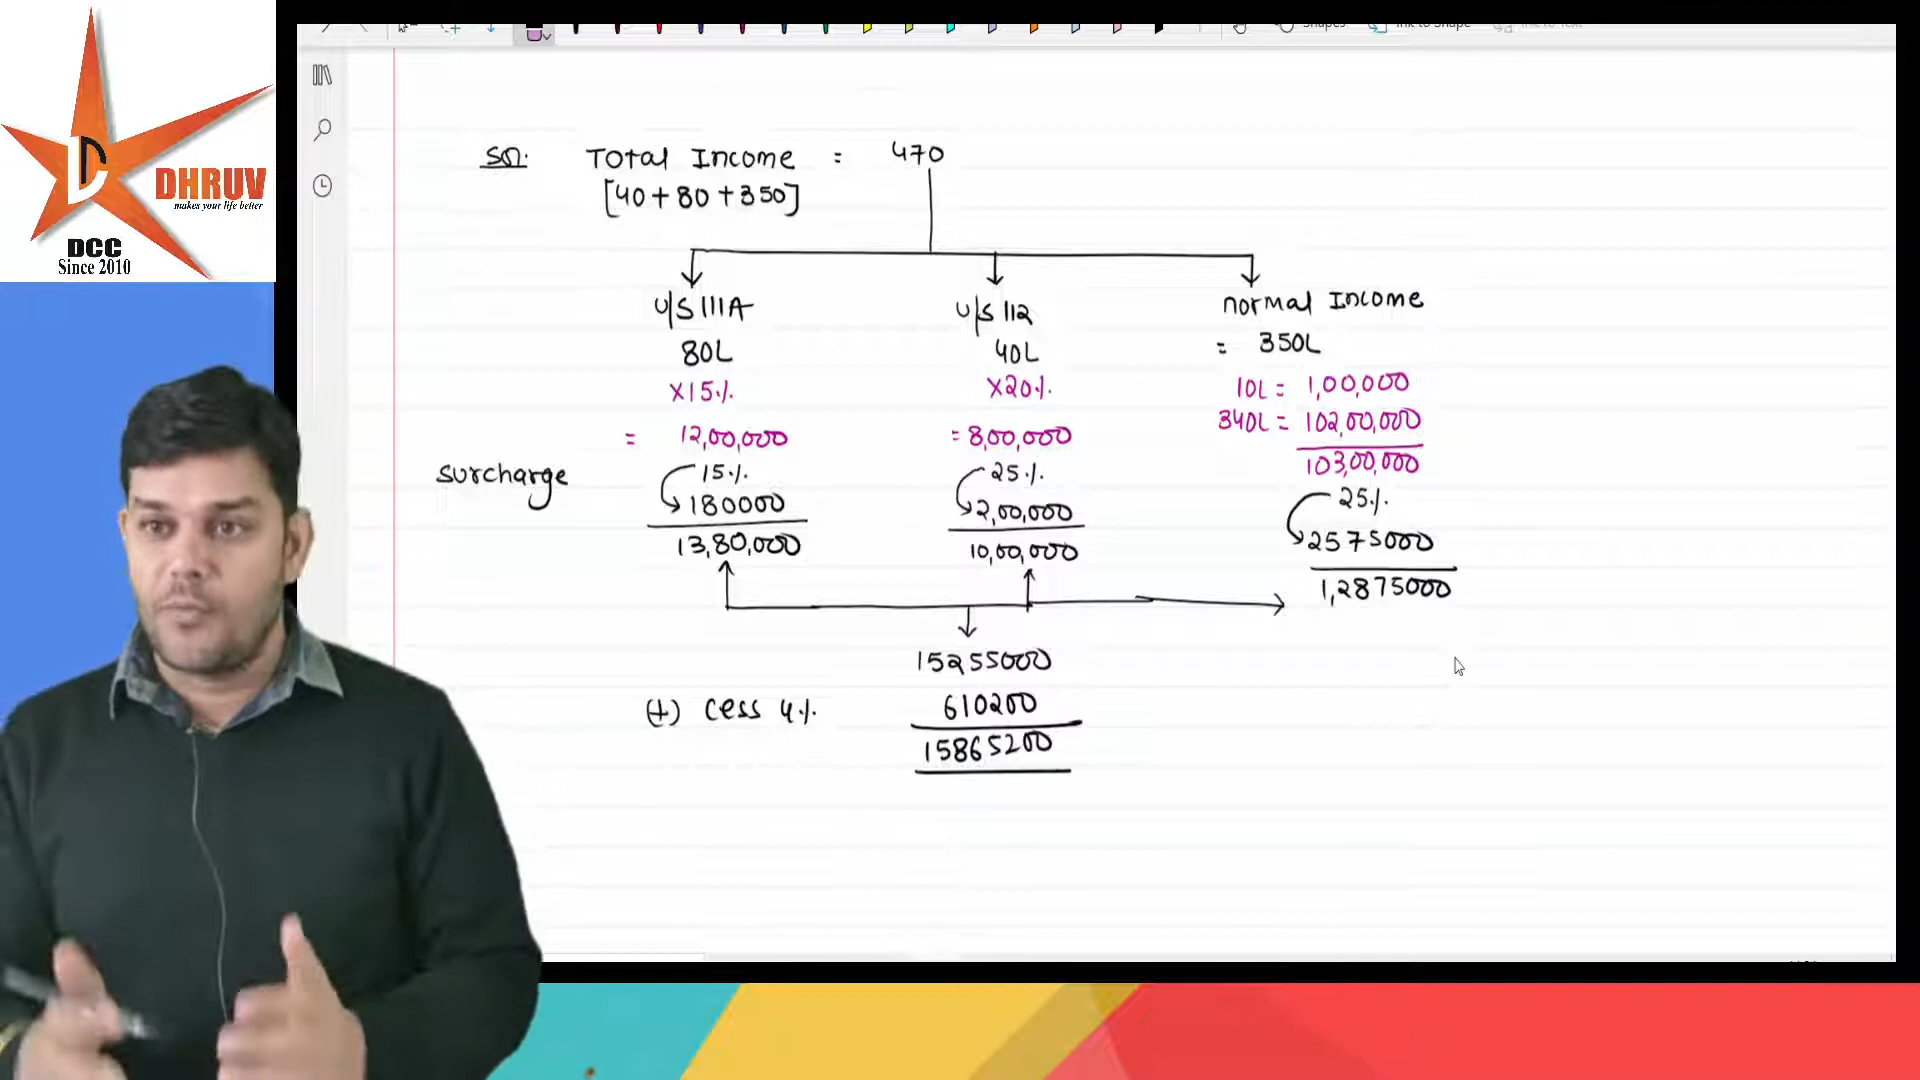 DHRUV
makes your life better
DCC
Since 2010
Son. Total Income = 470
[40+80+350]
U/S 111A U/S 112 normal Income
80L 40L = 350L
X15% X20% 10L = 1,00,000
340L = 102,00,000
= 12,00,000 = 8,00,000 103,00,000
surcharge 15% 25% 25%
180000 2,00,000 2575000
13,80,000 10,00,000 1,2875000
15255000
(+) cess 4% 610200
15865200